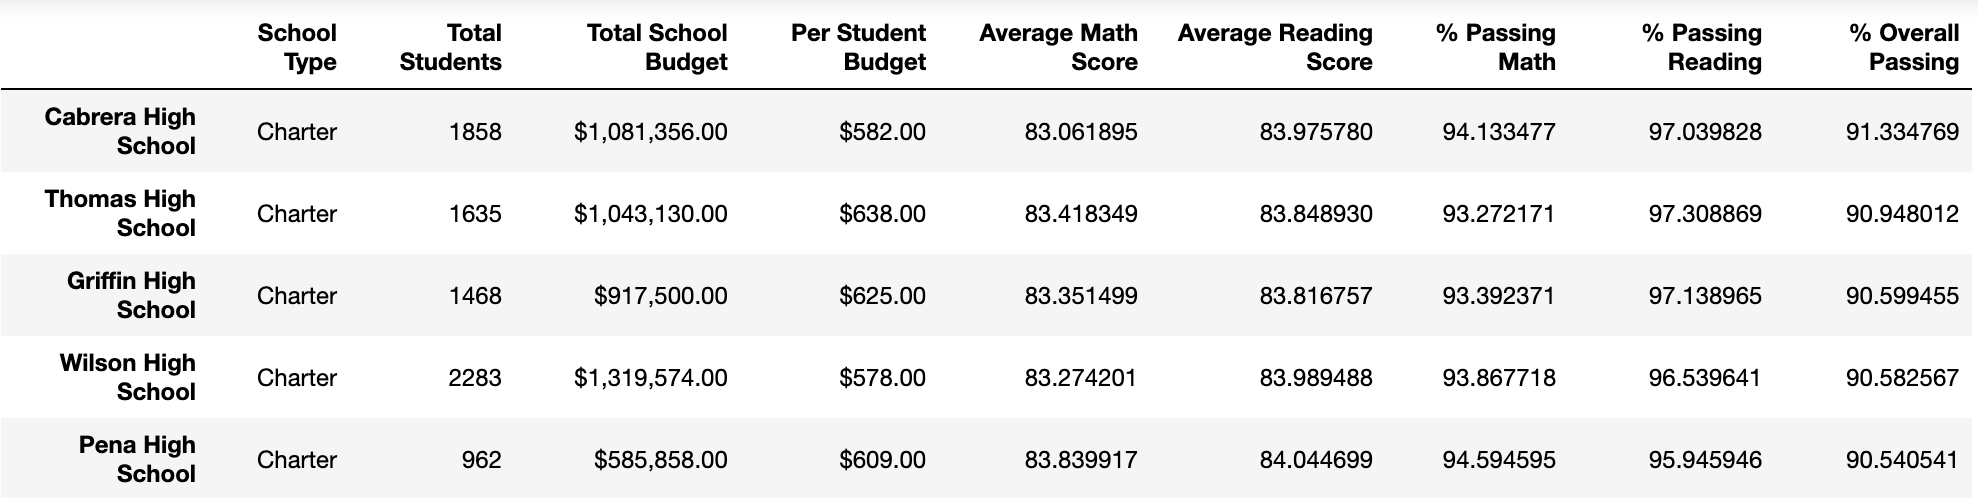 School Type Total Students Total School Budget Per Student Budget Average Math Score Average Reading Score % Passing Math % Passing Reading % Overall Passing
Cabrera High School Charter 1858 $1,081,356.00 $582.00 83.061895 83.975780 94.133477 97.039828 91.334769
Thomas High School Charter 1635 $1,043,130.00 $638.00 83.418349 83.848930 93.272171 97.308869 90.948012
Griffin High School Charter 1468 $917,500.00 $625.00 83.351499 83.816757 93.392371 97.138965 90.599455
Wilson High School Charter 2283 $1,319,574.00 $578.00 83.274201 83.989488 93.867718 96.539641 90.582567
Pena High School Charter 962 $585,858.00 $609.00 83.839917 84.044699 94.594595 95.945946 90.540541